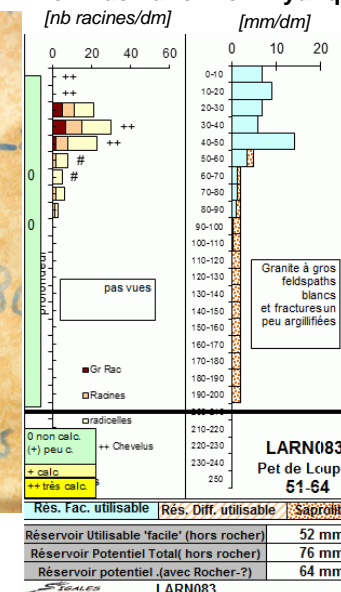 [nb racines/dm]
[mm/dm]
0 20 40 60
0 10 20
++
++
++
++
#
#
0
0
0-10
10-20
20-30
30-40
40-50
50-60
60-70
70-80
80-90
90-100
100-110
110-120
120-130
130-140
140-150
150-160
160-170
170-180
180-190
190-200
210-220
220-230
230-240
250
pas vues
Granite à gros
feldspaths
blancs
et fractures un
peu argillifiées
Gr Rac
Racines
radicelles
++ Chevelus
0 non calc.
(+) peu c.
+ calc
++ très calc.
LARN083
Pet de Loup
51-64
Rés. Fac. utilisable
Rés. Diff. utilisable
Saprolit
Réservoir Utilisable 'facile' (hors rocher) 52 mm
Réservoir Potentiel Total( hors rocher) 76 mm
Réservoir potentiel .(avec Rocher-?) 64 mm
SIGALES LARN083